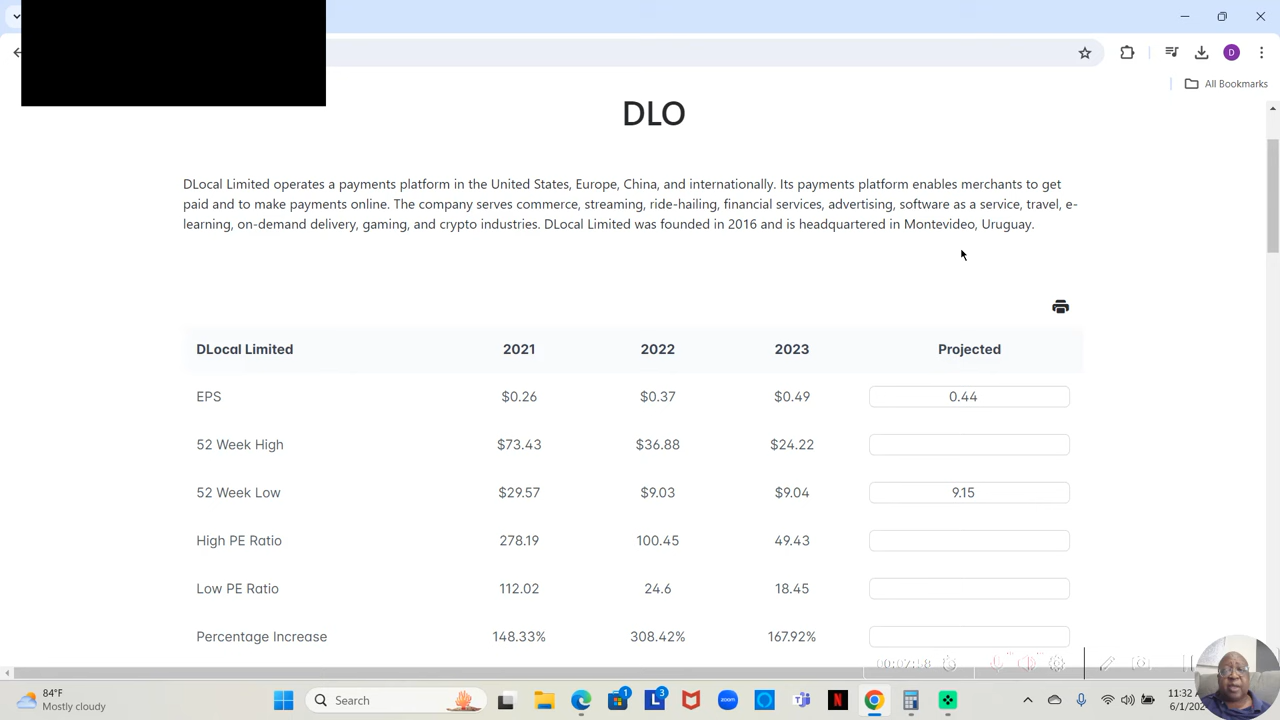 All Bookmarks
DLO
DLocal Limited operates a payments platform in the United States, Europe, China, and internationally. Its payments platform enables merchants to get
paid and to make payments online. The company serves commerce, streaming, ride-hailing, financial services, advertising, software as a service, travel, e-
learning, on-demand delivery, gaming, and crypto industries. DLocal Limited was founded in 2016 and is headquartered in Montevideo, Uruguay.
DLocal Limited 2021 2022 2023 Projected
EPS $0.26 $0.37 $0.49 0.44
52 Week High $73.43 $36.88 $24.22
52 Week Low $29.57 $9.03 $9.04 9.15
High PE Ratio 278.19 100.45 49.43
Low PE Ratio 112.02 24.6 18.45
Percentage Increase 148.33% 308.42% 167.92%
84°F
Mostly cloudy
Search
11:32